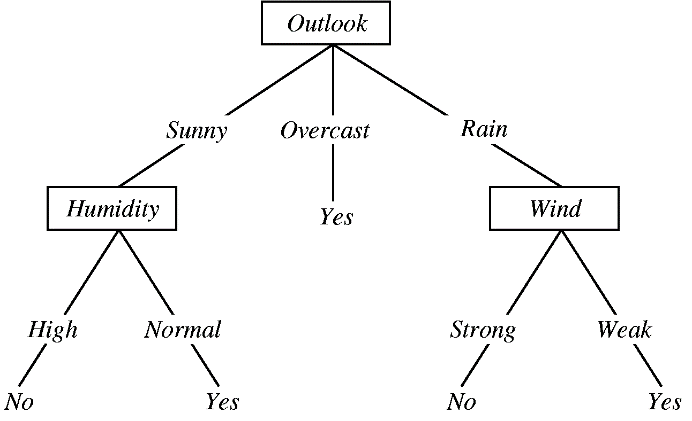 Outlook
Sunny Overcast Rain
Humidity Yes Wind
High Normal Strong Weak
No Yes No Yes